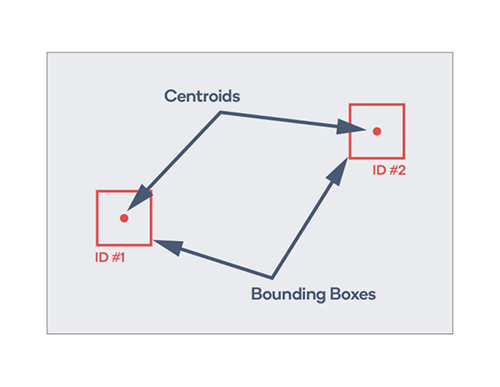 Centroids
ID #2
ID #1
Bounding Boxes